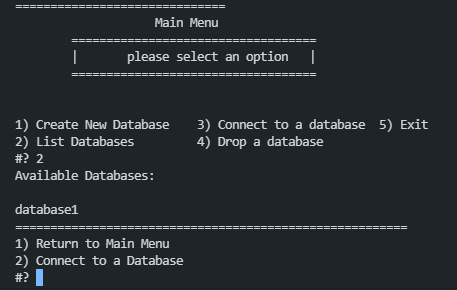 ==============================
Main Menu
===================================
| please select an option |
===================================
1) Create New Database 3) Connect to a database 5) Exit
2) List Databases 4) Drop a database
#? 2
Available Databases:
database1
========================================================
1) Return to Main Menu
2) Connect to a Database
#?